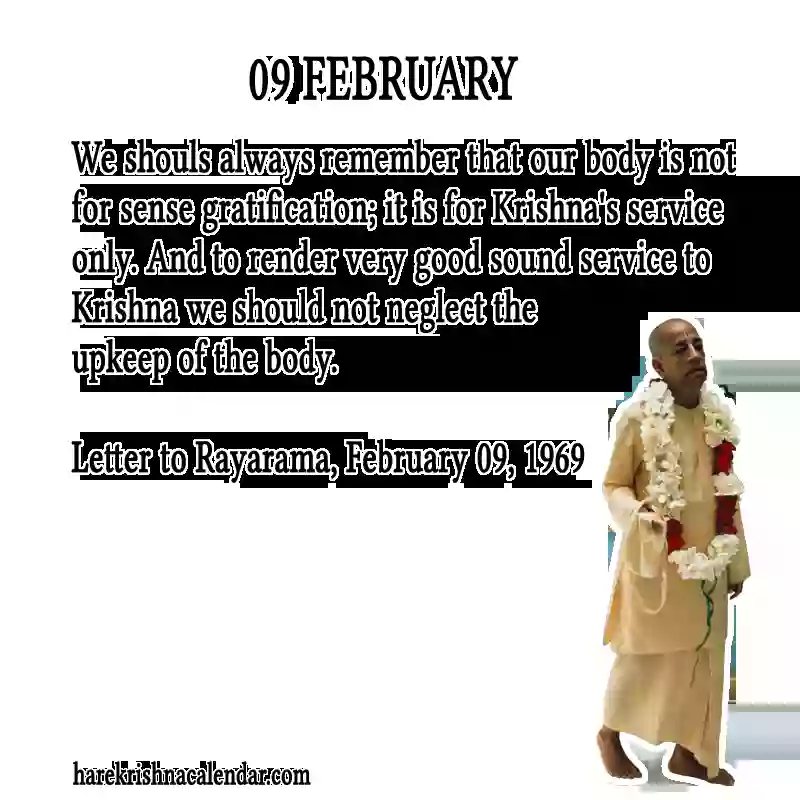 09 FEBRUARY
We shouls always remember that our body is not
for sense gratification; it is for Krishna's service
only. And to render very good sound service to
Krishna we should not neglect the
upkeep of the body.
Letter to Rayarama, February 09, 1969
harekrishnacalendar.com